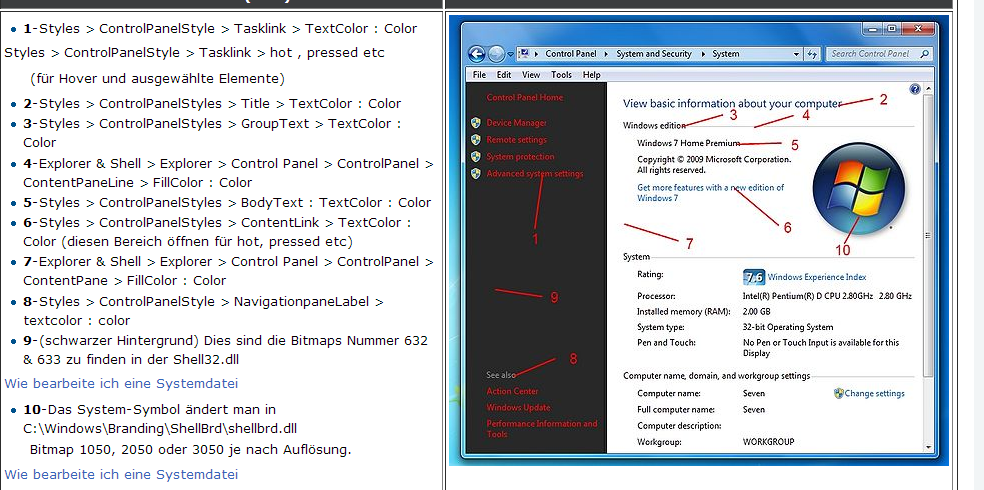 1-Styles > ControlPanelStyle > Tasklink > TextColor : Color
Styles > ControlPanelStyle > Tasklink > hot , pressed etc
(für Hover und ausgewählte Elemente)
2-Styles > ControlPanelStyles > Title > TextColor : Color
3-Styles > ControlPanelStyles > GroupText > TextColor :
Color
4-Explorer & Shell > Explorer > Control Panel > ControlPanel >
ContentPaneLine > FillColor : Color
5-Styles > ControlPanelStyles > BodyText : TextColor : Color
6-Styles > ControlPanelStyles > ContentLink > TextColor :
Color (diesen Bereich öffnen für hot, pressed etc)
7-Explorer & Shell > Explorer > Control Panel > ControlPanel >
ContentPane > FillColor : Color
8-Styles > ControlPanelStyle > NavigationpaneLabel >
textcolor : color
9-(schwarzer Hintergrund) Dies sind die Bitmaps Nummer 632
& 633 zu finden in der Shell32.dll
Wie bearbeite ich eine Systemdatei
10-Das System-Symbol ändert man in
C:\Windows\Branding\ShellBrd\shellbrd.dll
Bitmap 1050, 2050 oder 3050 je nach Auflösung.
Wie bearbeite ich eine Systemdatei
Control Panel System and Security System Search Control Panel
File Edit View Tools Help
Control Panel Home
Device Manager
Remote settings
System protection
Advanced system settings
1
9
8
See also
Action Center
Windows Update
Performance Information and
Tools
View basic information about your computer 2
Windows edition 3 4
Windows 7 Home Premium 5
Copyright © 2009 Microsoft Corporation.
All rights reserved.
Get more features with a new edition of
Windows 7
6
7
10
System
Rating: 7,6 Windows Experience Index
Processor: Intel(R) Pentium(R) D CPU 2.80GHz 2.80 GHz
Installed memory (RAM): 2.00 GB
System type: 32-bit Operating System
Pen and Touch: No Pen or Touch Input is available for this
Display
Computer name, domain, and workgroup settings
Computer name: Seven Change settings
Full computer name: Seven
Computer description:
Workgroup: WORKGROUP